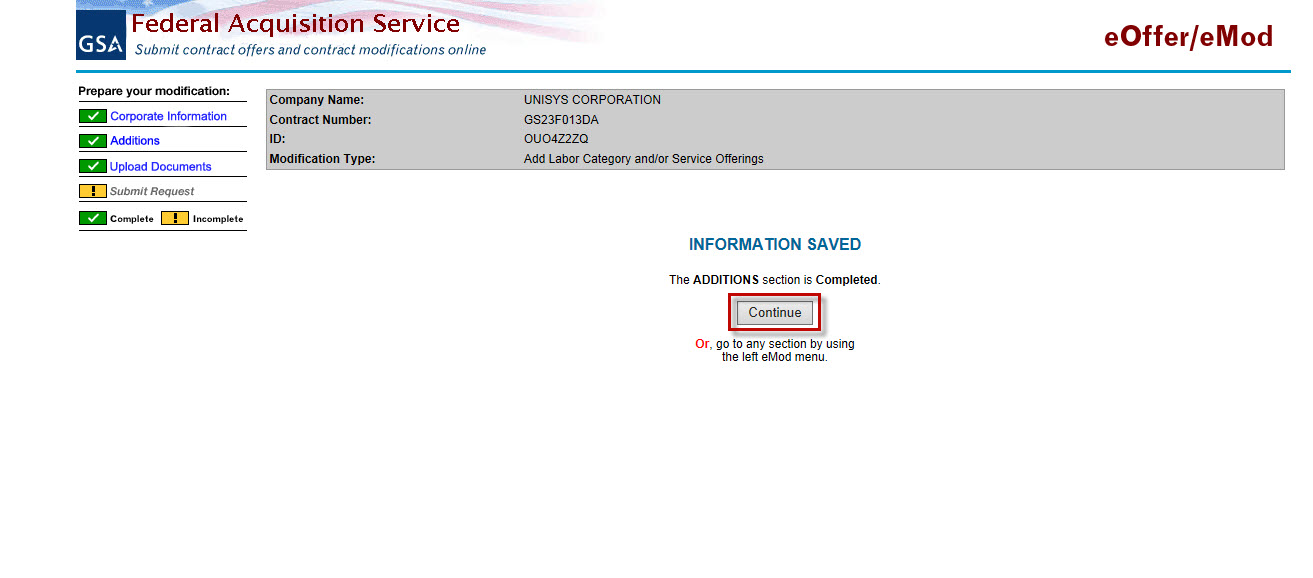 GSA
Federal Acquisition Service
Submit contract offers and contract modifications online
eOffer/eMod
Prepare your modification:
Corporate Information
Additions
Upload Documents
Submit Request
Complete Incomplete
Company Name: UNISYS CORPORATION
Contract Number: GS23F013DA
ID: OUO4Z2ZQ
Modification Type: Add Labor Category and/or Service Offerings
INFORMATION SAVED
The ADDITIONS section is Completed.
Continue
Or, go to any section by using
the left eMod menu.